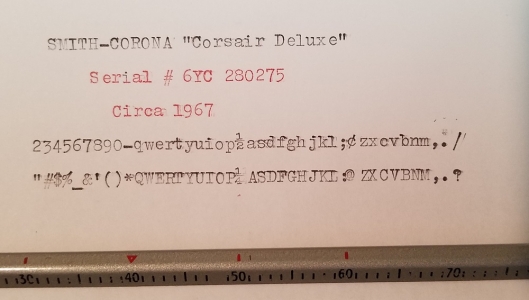 SMITH-CORONA "Corsair Deluxe"
Serial # 6YC 280275
Circa 1967
234567890-qwertyuiop½asdfghjkl;¢zxcvbnm,./
"#$%_&'()*QWERTYUIOP¼ASDFGHJKL:@ ZXCVBNM,.?
30 40 50 60 70